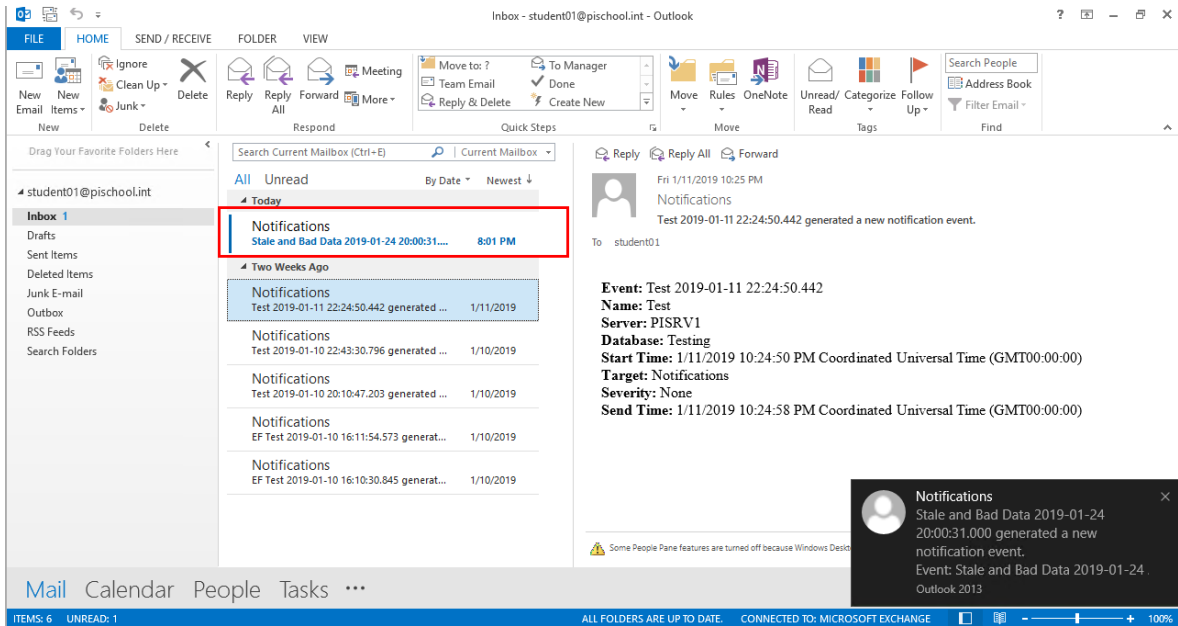 Inbox - student01@pischool.int - Outlook
FILE HOME SEND / RECEIVE FOLDER VIEW
New Email
New Items
Ignore
Clean Up
Junk
Delete
Reply
Reply All
Forward
Meeting
More
Move to: ?
Team Email
Reply & Delete
To Manager
Done
Create New
Move
Rules
OneNote
Unread/ Read
Categorize
Follow Up
Search People
Address Book
Filter Email
New Delete Respond Quick Steps Move Tags Find
Drag Your Favorite Folders Here
student01@pischool.int
Inbox 1
Drafts
Sent Items
Deleted Items
Junk E-mail
Outbox
RSS Feeds
Search Folders
Search Current Mailbox (Ctrl+E) Current Mailbox
All Unread By Date Newest
Today
Notifications
Stale and Bad Data 2019-01-24 20:00:31.... 8:01 PM
Two Weeks Ago
Notifications
Test 2019-01-11 22:24:50.442 generated ... 1/11/2019
Notifications
Test 2019-01-10 22:43:30.796 generated ... 1/10/2019
Notifications
Test 2019-01-10 20:10:47.203 generated ... 1/10/2019
Notifications
EF Test 2019-01-10 16:11:54.573 generat... 1/10/2019
Notifications
EF Test 2019-01-10 16:10:30.845 generat... 1/10/2019
Reply Reply All Forward
Fri 1/11/2019 10:25 PM
Notifications
Test 2019-01-11 22:24:50.442 generated a new notification event.
To student01
Event: Test 2019-01-11 22:24:50.442
Name: Test
Server: PISRV1
Database: Testing
Start Time: 1/11/2019 10:24:50 PM Coordinated Universal Time (GMT00:00:00)
Target: Notifications
Severity: None
Send Time: 1/11/2019 10:24:58 PM Coordinated Universal Time (GMT00:00:00)
Some People Pane features are turned off because Windows Deskt
Notifications
Stale and Bad Data 2019-01-24
20:00:31.000 generated a new
notification event.
Event: Stale and Bad Data 2019-01-24 .
Outlook 2013
Mail Calendar People Tasks ...
ITEMS: 6 UNREAD: 1 ALL FOLDERS ARE UP TO DATE. CONNECTED TO: MICROSOFT EXCHANGE 100%